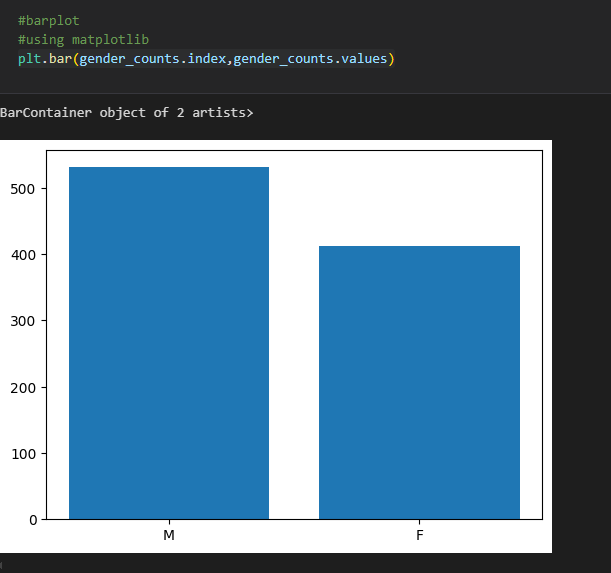 #barplot
#using matplotlib
plt.bar(gender_counts.index,gender_counts.values)
BarContainer object of 2 artists>
500
400
300
200
100
0
M F